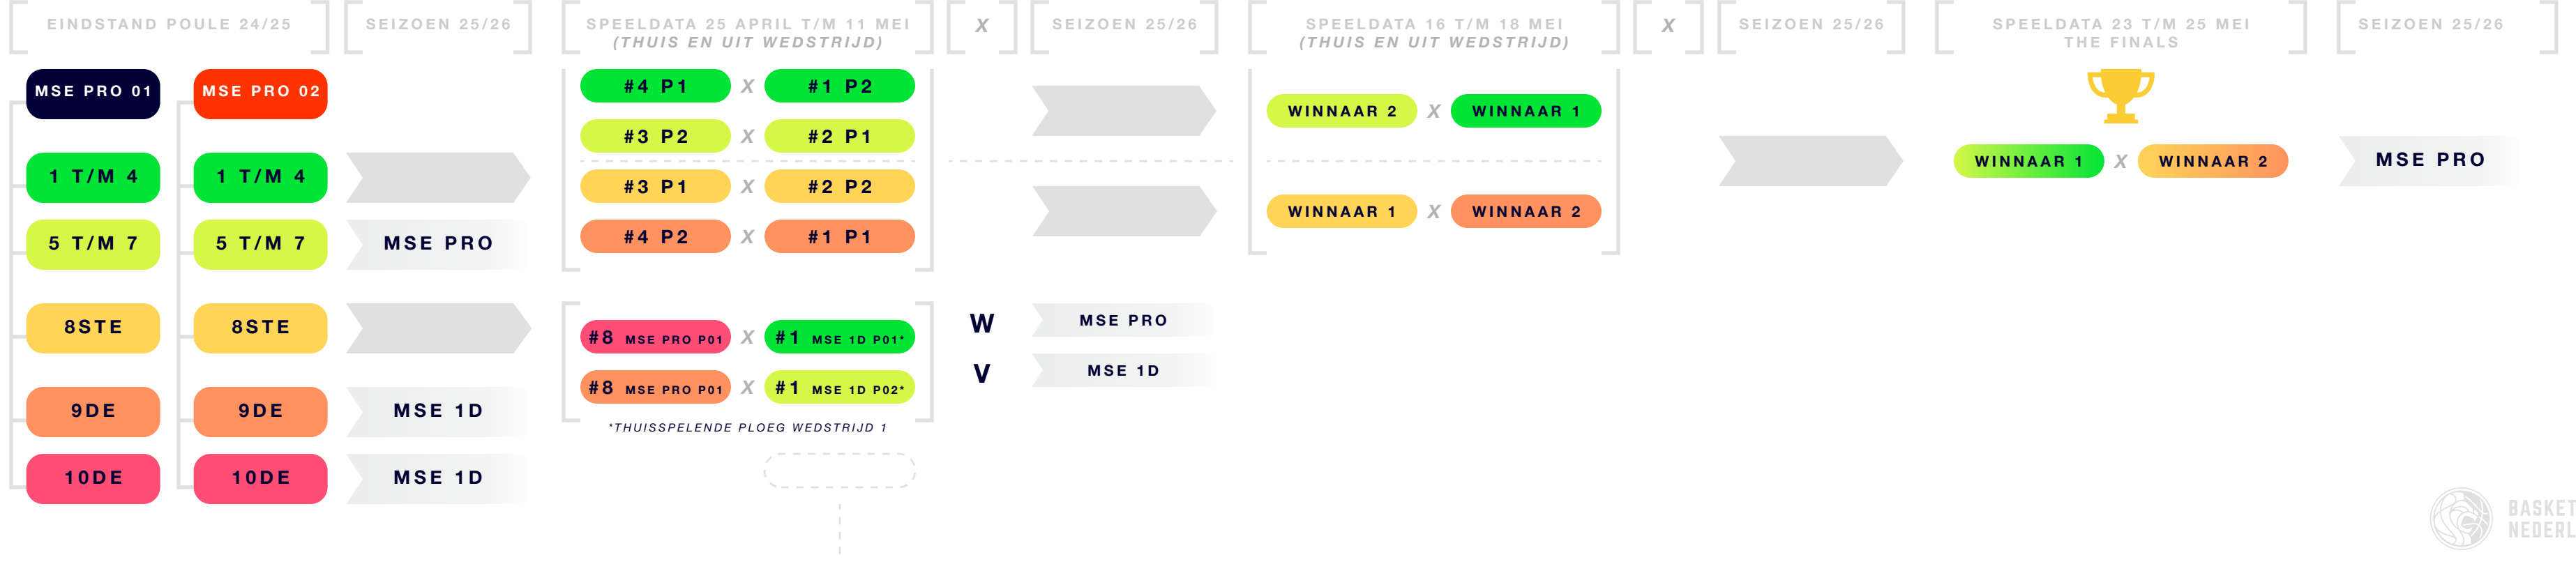 EINDSTAND POULE 24/25
SEIZOEN 25/26
SPEELDATA 25 APRIL T/M 11 MEI
(THUIS EN UIT WEDSTRIJD)
X
SEIZOEN 25/26
SPEELDATA 16 T/M 18 MEI
(THUIS EN UIT WEDSTRIJD)
X
SEIZOEN 25/26
SPEELDATA 23 T/M 25 MEI
THE FINALS
SEIZOEN 25/26
MSE PRO 01 MSE PRO 02
1 T/M 4 1 T/M 4
5 T/M 7 5 T/M 7 MSE PRO
8STE 8STE
9DE 9DE MSE 1D
10DE 10DE MSE 1D
#4 P1 X #1 P2
#3 P2 X #2 P1
#3 P1 X #2 P2
#4 P2 X #1 P1
#8 MSE PRO P01 X #1 MSE 1D P01*
#8 MSE PRO P01 X #1 MSE 1D P02*
*THUISSPELENDE PLOEG WEDSTRIJD 1
W MSE PRO
V MSE 1D
WINNAAR 2 X WINNAAR 1
WINNAAR 1 X WINNAAR 2
WINNAAR 1 X WINNAAR 2
MSE PRO
BASKET
NEDERL